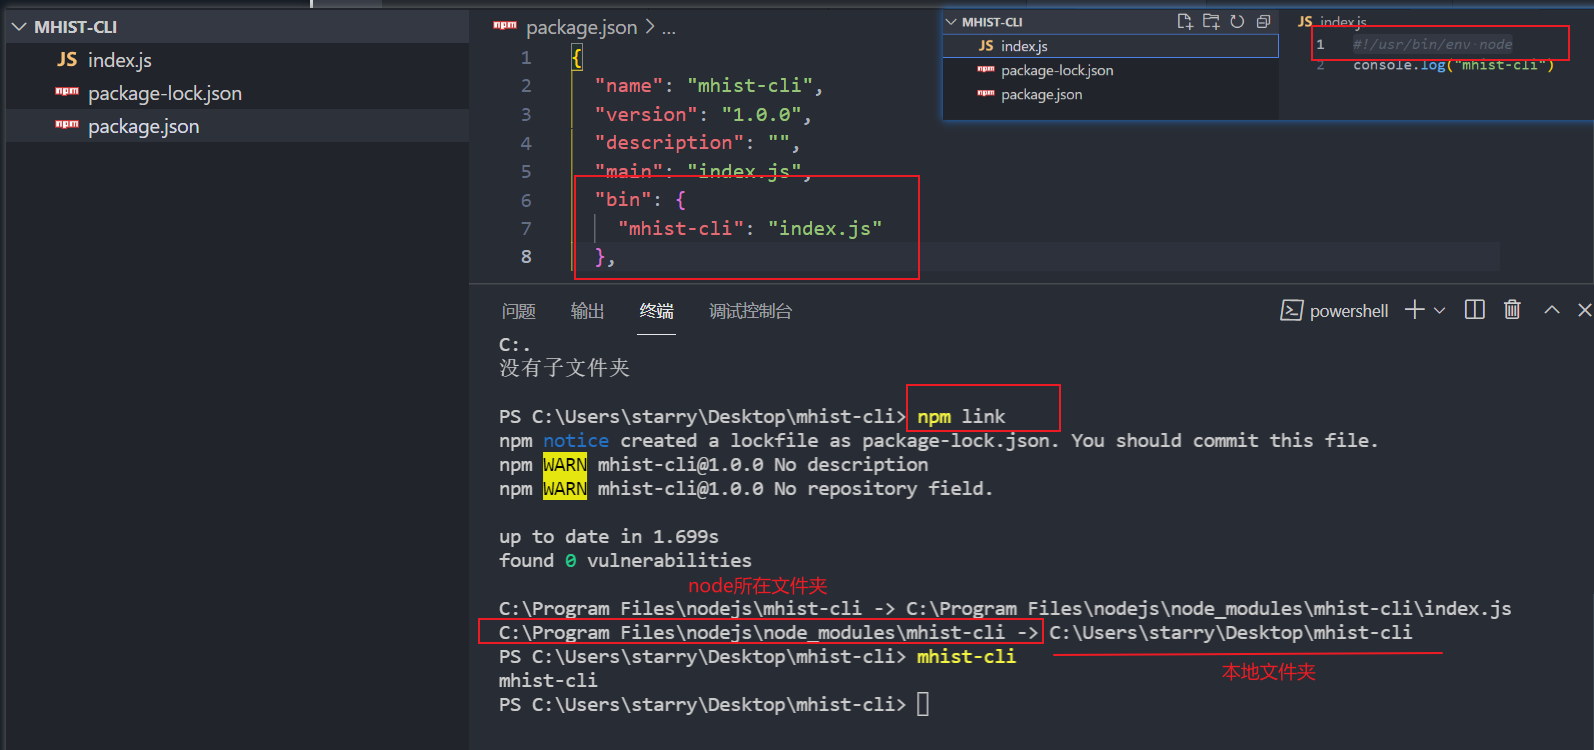 MHIST-CLI
JS index.js
npm package-lock.json
npm package.json
npm package.json > ...
1 {
2 "name": "mhist-cli",
3 "version": "1.0.0",
4 "description": "",
5 "main": "index.js",
6 "bin": {
7 "mhist-cli": "index.js"
8 },
MHIST-CLI
JS index.js
npm package-lock.json
npm package.json
JS index.js
1 #!/usr/bin/env node
2 console.log("mhist-cli")
问题 输出 终端 调试控制台
powershell
C:.
没有子文件夹
PS C:\Users\starry\Desktop\mhist-cli> npm link
npm notice created a lockfile as package-lock.json. You should commit this file.
npm WARN mhist-cli@1.0.0 No description
npm WARN mhist-cli@1.0.0 No repository field.
up to date in 1.699s
found 0 vulnerabilities
node所在文件夹
C:\Program Files\nodejs\mhist-cli -> C:\Program Files\nodejs\node_modules\mhist-cli\index.js
C:\Program Files\nodejs\node_modules\mhist-cli -> C:\Users\starry\Desktop\mhist-cli
PS C:\Users\starry\Desktop\mhist-cli> mhist-cli
本地文件夹
mhist-cli
PS C:\Users\starry\Desktop\mhist-cli>